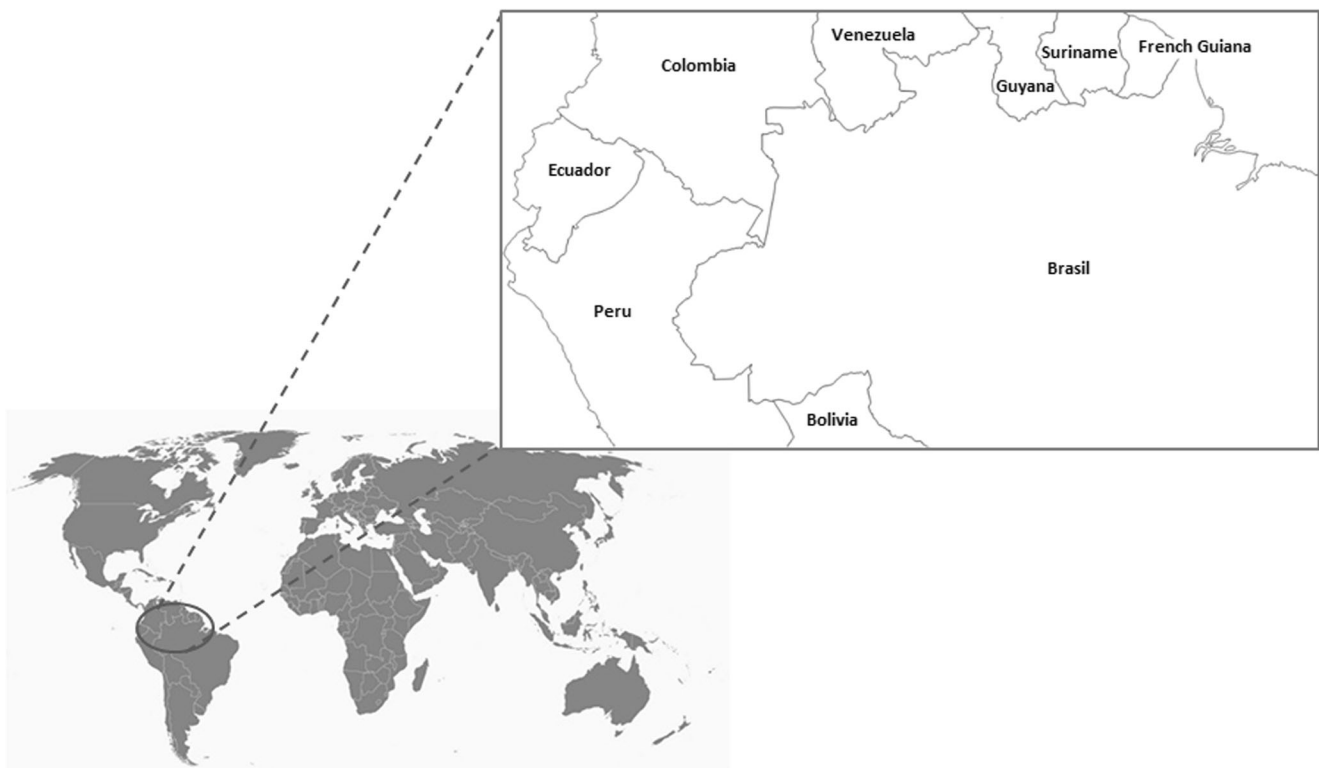 Venezuela
French Guiana
Suriname
Colombia
Guyana
Ecuador
Brasil
Peru
Bolivia